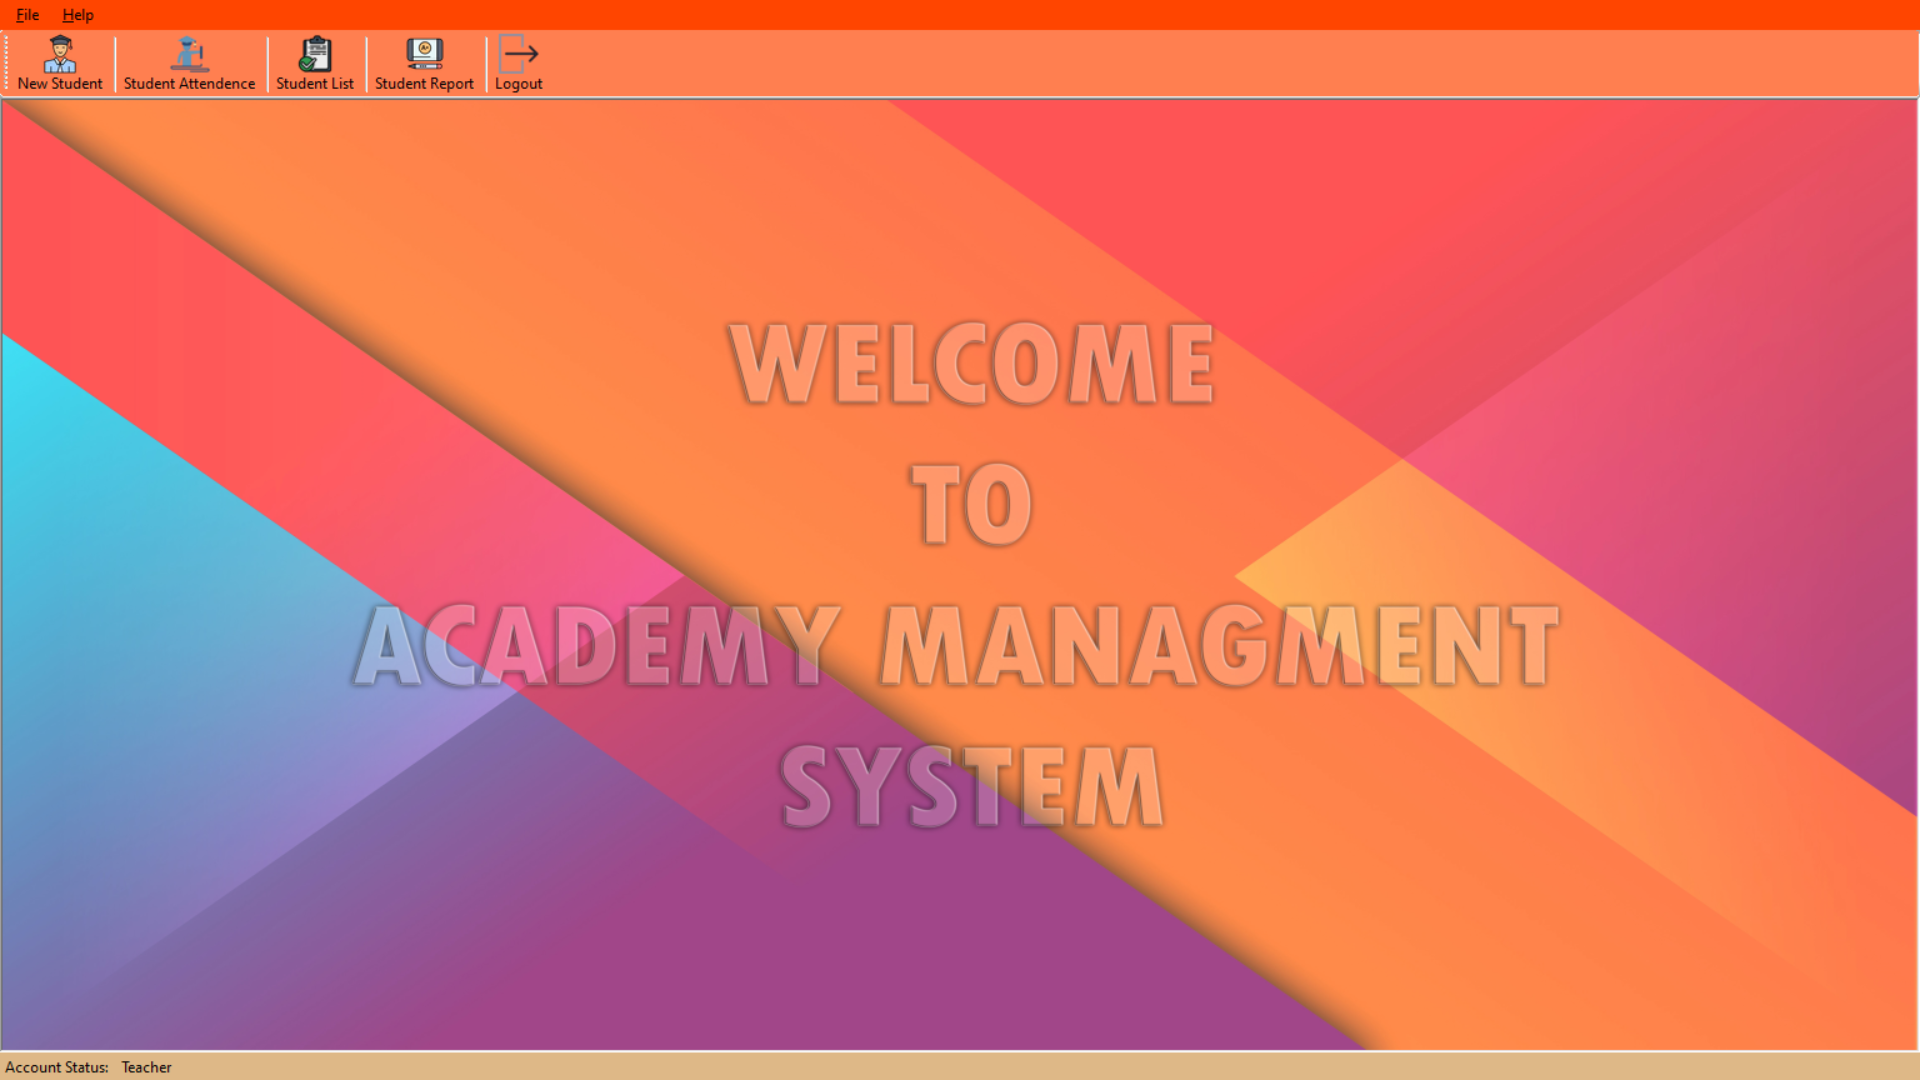 File Help
New Student Student Attendence Student List Student Report Logout
WELCOME
TO
ACADEMY MANAGMENT
SYSTEM
Account Status: Teacher